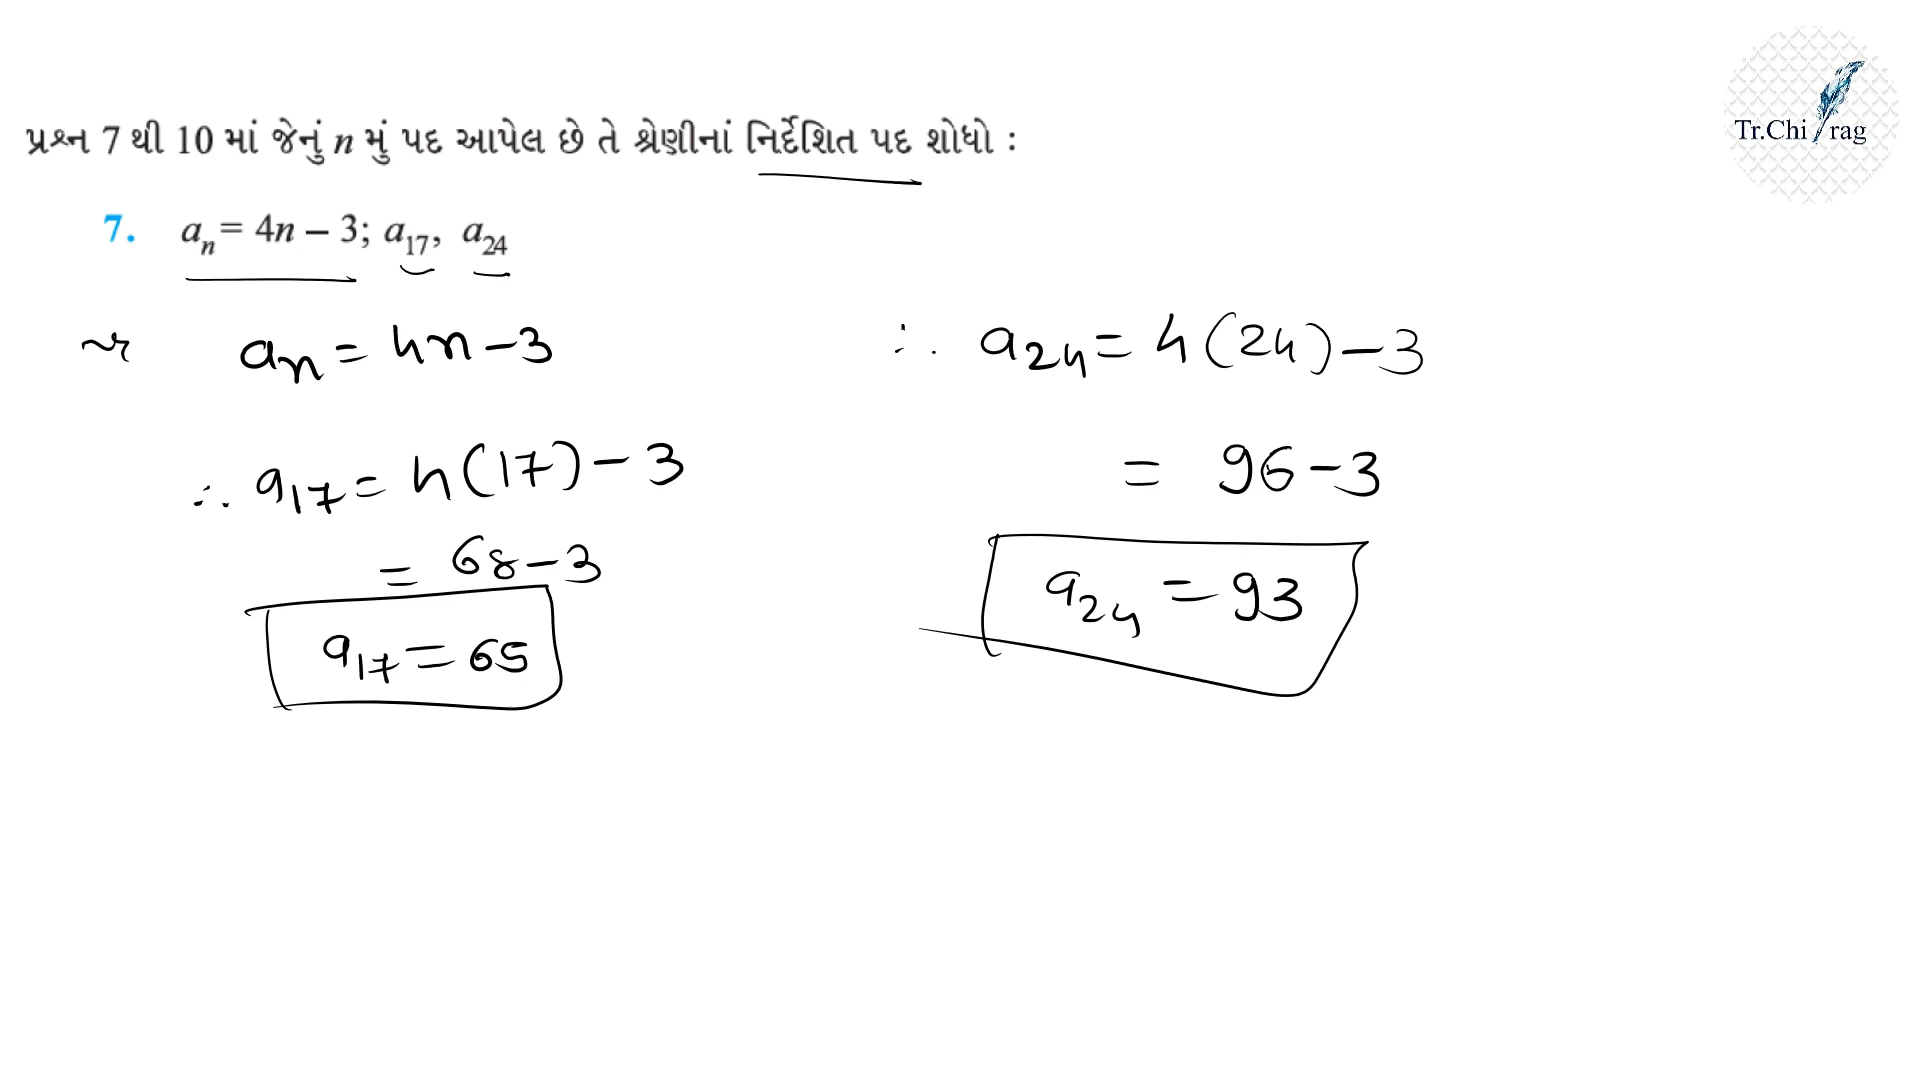 Tr.Chirag
પ્રશ્ન 7 થી 10 માં જેનું n મું પદ આપેલ છે તે શ્રેણીનાં નિર્દેશિત પદ શોધો :
7. aₙ = 4n – 3; a₁₇, a₂₄
aₙ = 4n - 3
∴ a₁₇ = 4(17) - 3
= 68 - 3
a₁₇ = 65
∴ a₂₄ = 4(24) - 3
= 96 - 3
a₂₄ = 93